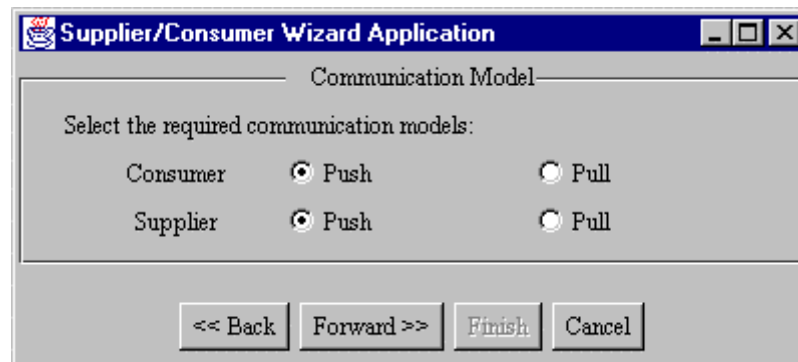 Supplier/Consumer Wizard Application
Communication Model
Select the required communication models:
Consumer Push Pull
Supplier Push Pull
<< Back Forward >> Finish Cancel